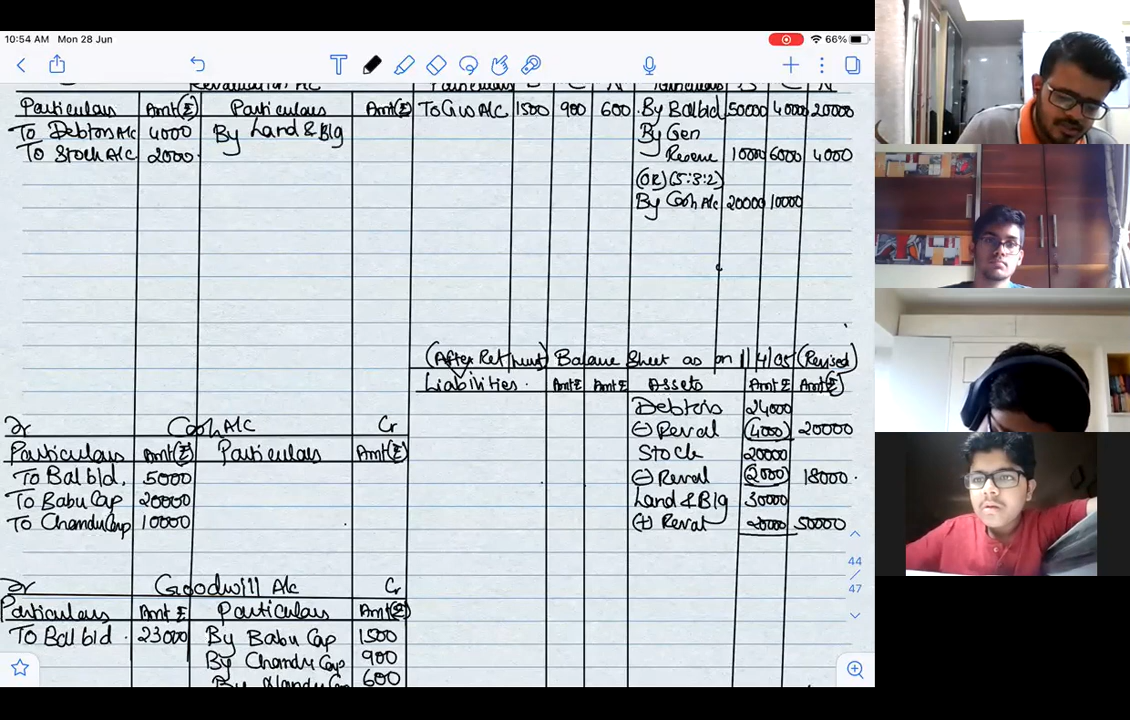 10:54 AM Mon 28 Jun
66%
Particulars Amt(₹) Particulars Amt(₹)
To Debtors A/c 4000 By Land & Blg
To Stock A/c 2000
To G/w A/c 1500 900 600 By Bal b/d 50000 4000 20000
By Gen
Reserve 10000 6000 4000
(OR) (5:3:2)
By Cash A/c 20000 10000
Balance Sheet as on 1/4/05 (Revised)
Liabilities. Amt ₹ Amt ₹ Assets Amt ₹ Amt(₹)
Debtors 24000
(-) Reval (4000) 20000
Stock 20000
(-) Reval (2000) 18000
Land & Blg 30000
(+) Reval 20000 50000
Dr Cash A/c Cr
Particulars Amt(₹) Particulars Amt(₹)
To Bal b/d, 5000
To Babu Cap 20000
To Chandu Cap 10000
Dr Goodwill A/c Cr
Particulars Amt ₹ Particulars Amt(₹)
To Bal b/d 23000 By Babu Cap 1500
By Chandu Cap 900
By Nandu Cap 600
44
/
47